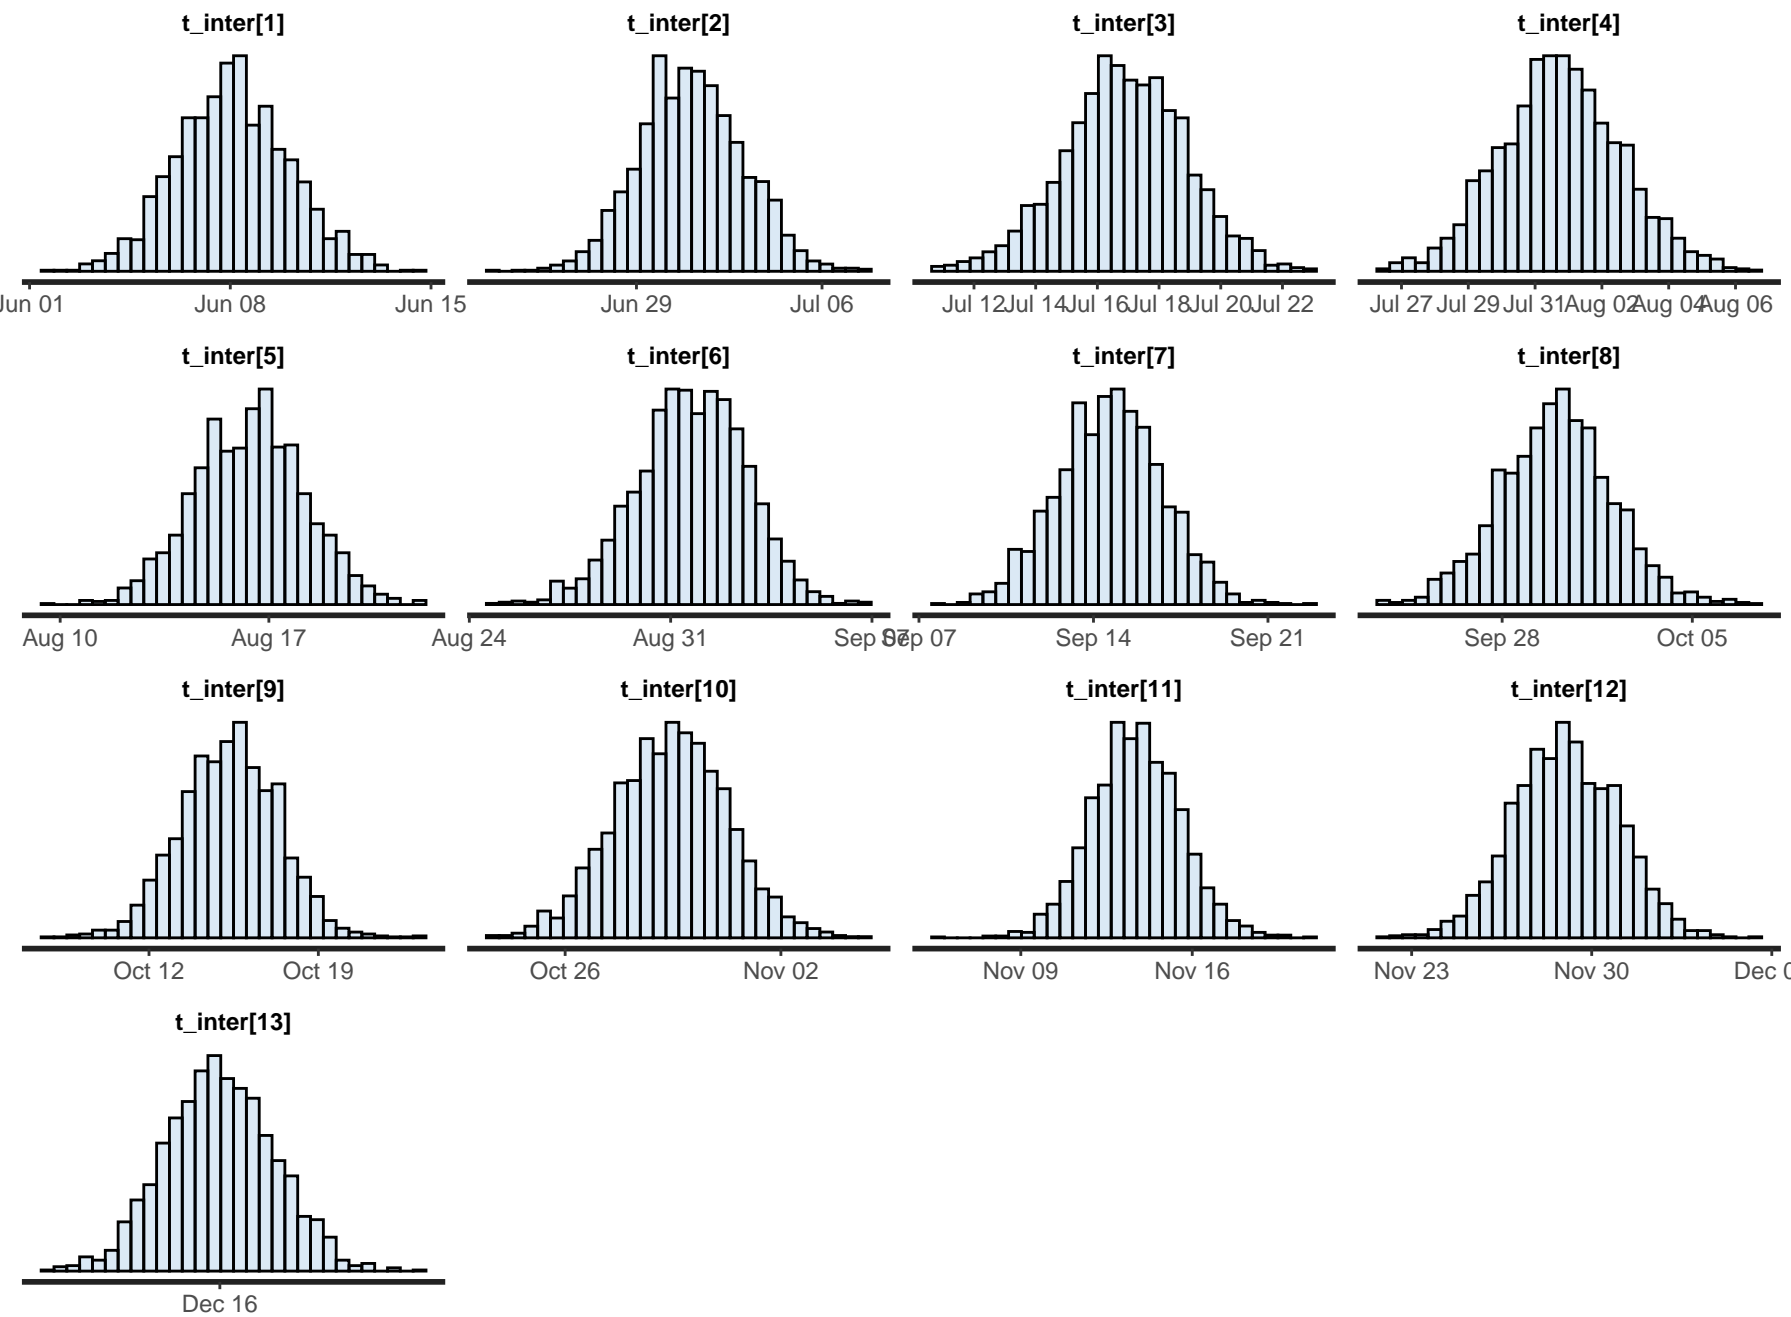 t_inter[1] t_inter[2] t_inter[3] t_inter[4]
Jun 01 Jun 08 Jun 15 Jun 29 Jul 06 Jul 12 Jul 14 Jul 16 Jul 18 Jul 20 Jul 22 Jul 27 Jul 29 Jul 31 Aug 02 Aug 04 Aug 06
t_inter[5] t_inter[6] t_inter[7] t_inter[8]
Aug 10 Aug 17 Aug 24 Aug 31 Sep 07 Sep 07 Sep 14 Sep 21 Sep 28 Oct 05
t_inter[9] t_inter[10] t_inter[11] t_inter[12]
Oct 12 Oct 19 Oct 26 Nov 02 Nov 09 Nov 16 Nov 23 Nov 30 Dec
t_inter[13]
Dec 16